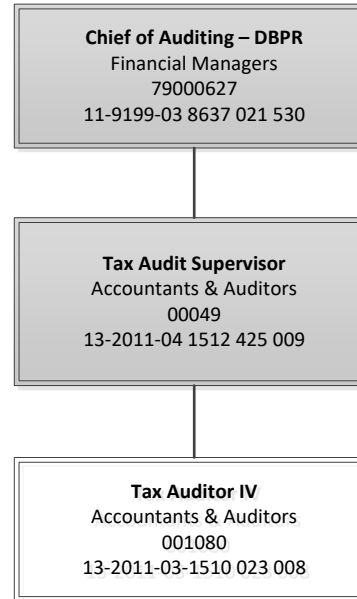 Chief of Auditing – DBPR
Financial Managers
79000627
11-9199-03 8637 021 530
Tax Audit Supervisor
Accountants & Auditors
00049
13-2011-04 1512 425 009
Tax Auditor IV
Accountants & Auditors
001080
13-2011-03-1510 023 008